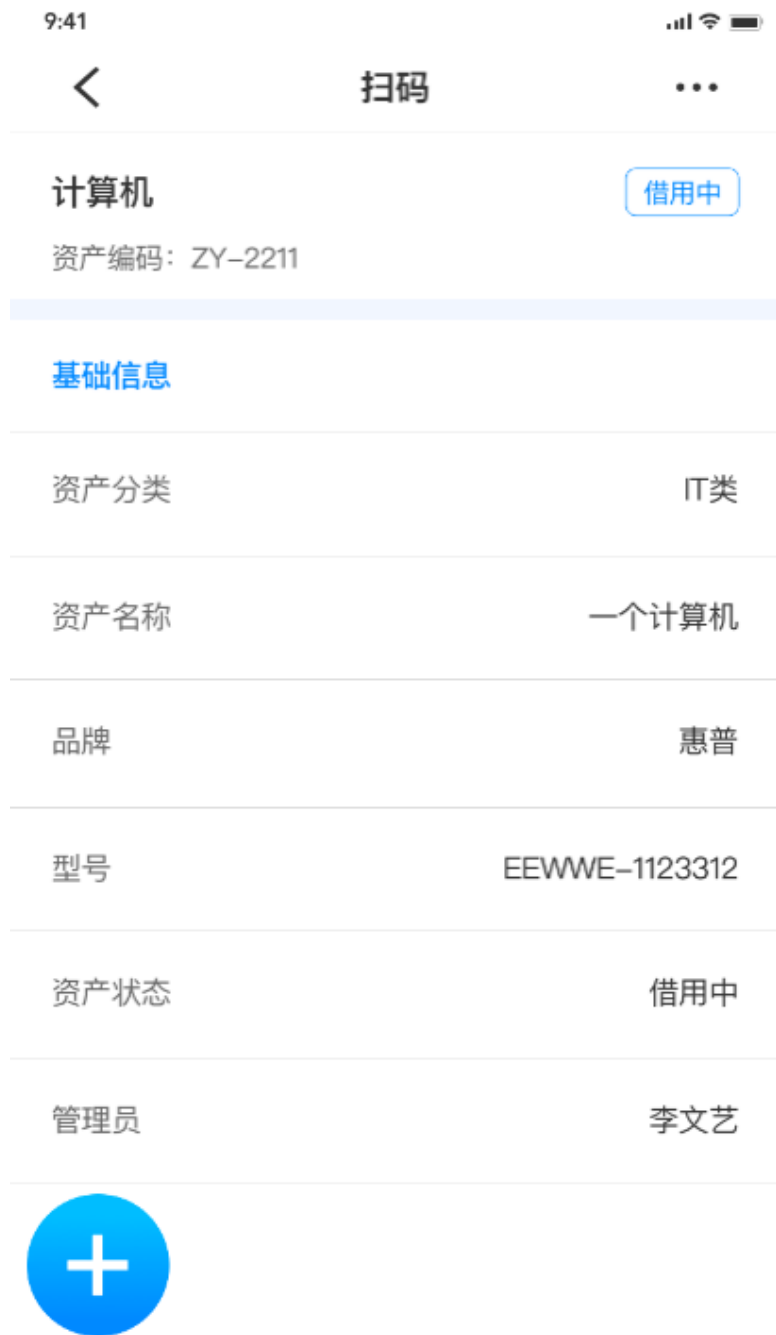 9:41
扫码
计算机 借用中
资产编码：ZY-2211
基础信息
资产分类 IT类
资产名称 一个计算机
品牌 惠普
型号 EEWWE-1123312
资产状态 借用中
管理员 李文艺